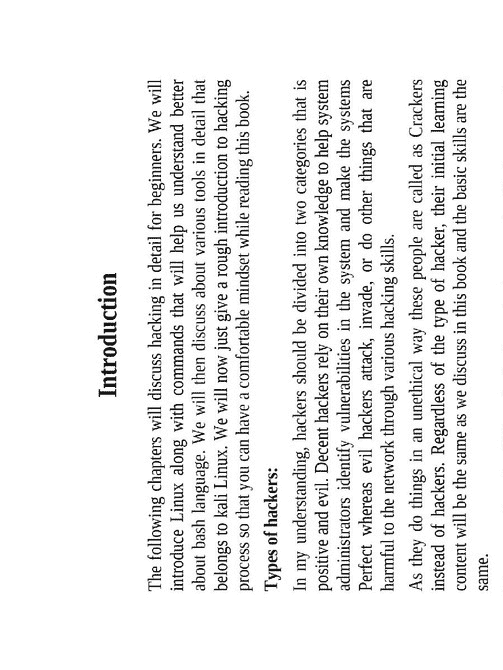 Introduction
The following chapters will discuss hacking in detail for beginners. We will
introduce Linux along with commands that will help us understand better
about bash language. We will then discuss about various tools in detail that
belongs to kali Linux. We will now just give a rough introduction to hacking
process so that you can have a comfortable mindset while reading this book.
Types of hackers:
In my understanding, hackers should be divided into two categories that is
positive and evil. Decent hackers rely on their own knowledge to help system
administrators identify vulnerabilities in the system and make the systems
Perfect whereas evil hackers attack, invade, or do other things that are
harmful to the network through various hacking skills.
As they do things in an unethical way these people are called as Crackers
instead of hackers. Regardless of the type of hacker, their initial learning
content will be the same as we discuss in this book and the basic skills are the
same.